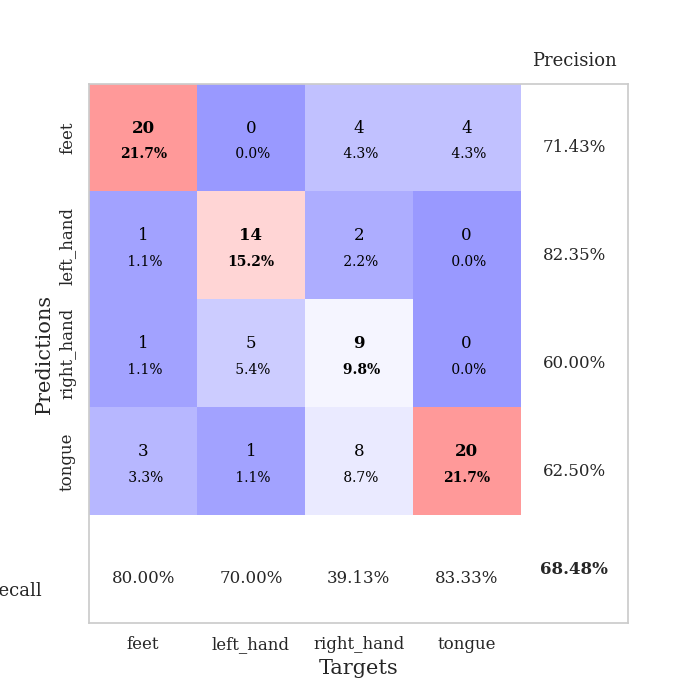 Precision
feet
20 0 4 4 71.43%
21.7% 0.0% 4.3% 4.3%
left_hand
1 14 2 0 82.35%
1.1% 15.2% 2.2% 0.0%
Predictions
right_hand
1 5 9 0 60.00%
1.1% 5.4% 9.8% 0.0%
tongue
3 1 8 20 62.50%
3.3% 1.1% 8.7% 21.7%
80.00% 70.00% 39.13% 83.33% 68.48%
ecall
feet left_hand right_hand tongue
Targets